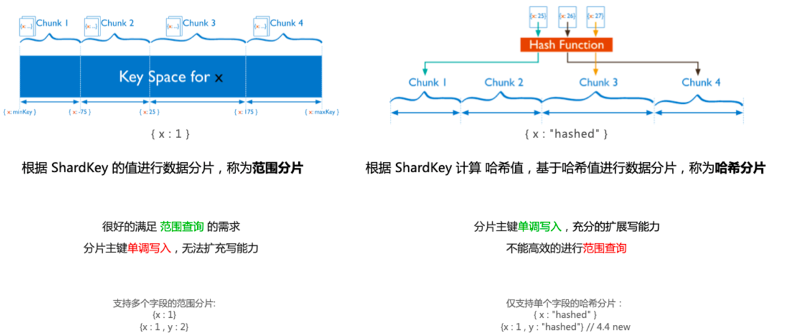 {x: ...}
Chunk 1
{x: ...}
Chunk 2
{x: ...}
Chunk 3
{x: ...}
Chunk 4
Key Space for x
{ x: minKey }
{ x: -75 }
{ x: 25 }
{ x: 175 }
{ x: maxKey }
{ x : 1 }
根据 ShardKey 的值进行数据分片，称为范围分片
很好的满足 范围查询 的需求
分片主键单调写入，无法扩充写能力
支持多个字段的范围分片:
{x : 1}
{x : 1 , y : 2}
{x: 25}
{x: 26}
{x: 27}
Hash Function
Chunk 1
Chunk 2
Chunk 3
Chunk 4
{ x : "hashed" }
根据 ShardKey 计算 哈希值，基于哈希值进行数据分片，称为哈希分片
分片主键单调写入，充分的扩展写能力
不能高效的进行范围查询
仅支持单个字段的哈希分片：
{ x : "hashed" }
{x : 1 , y : "hashed"} // 4.4 new